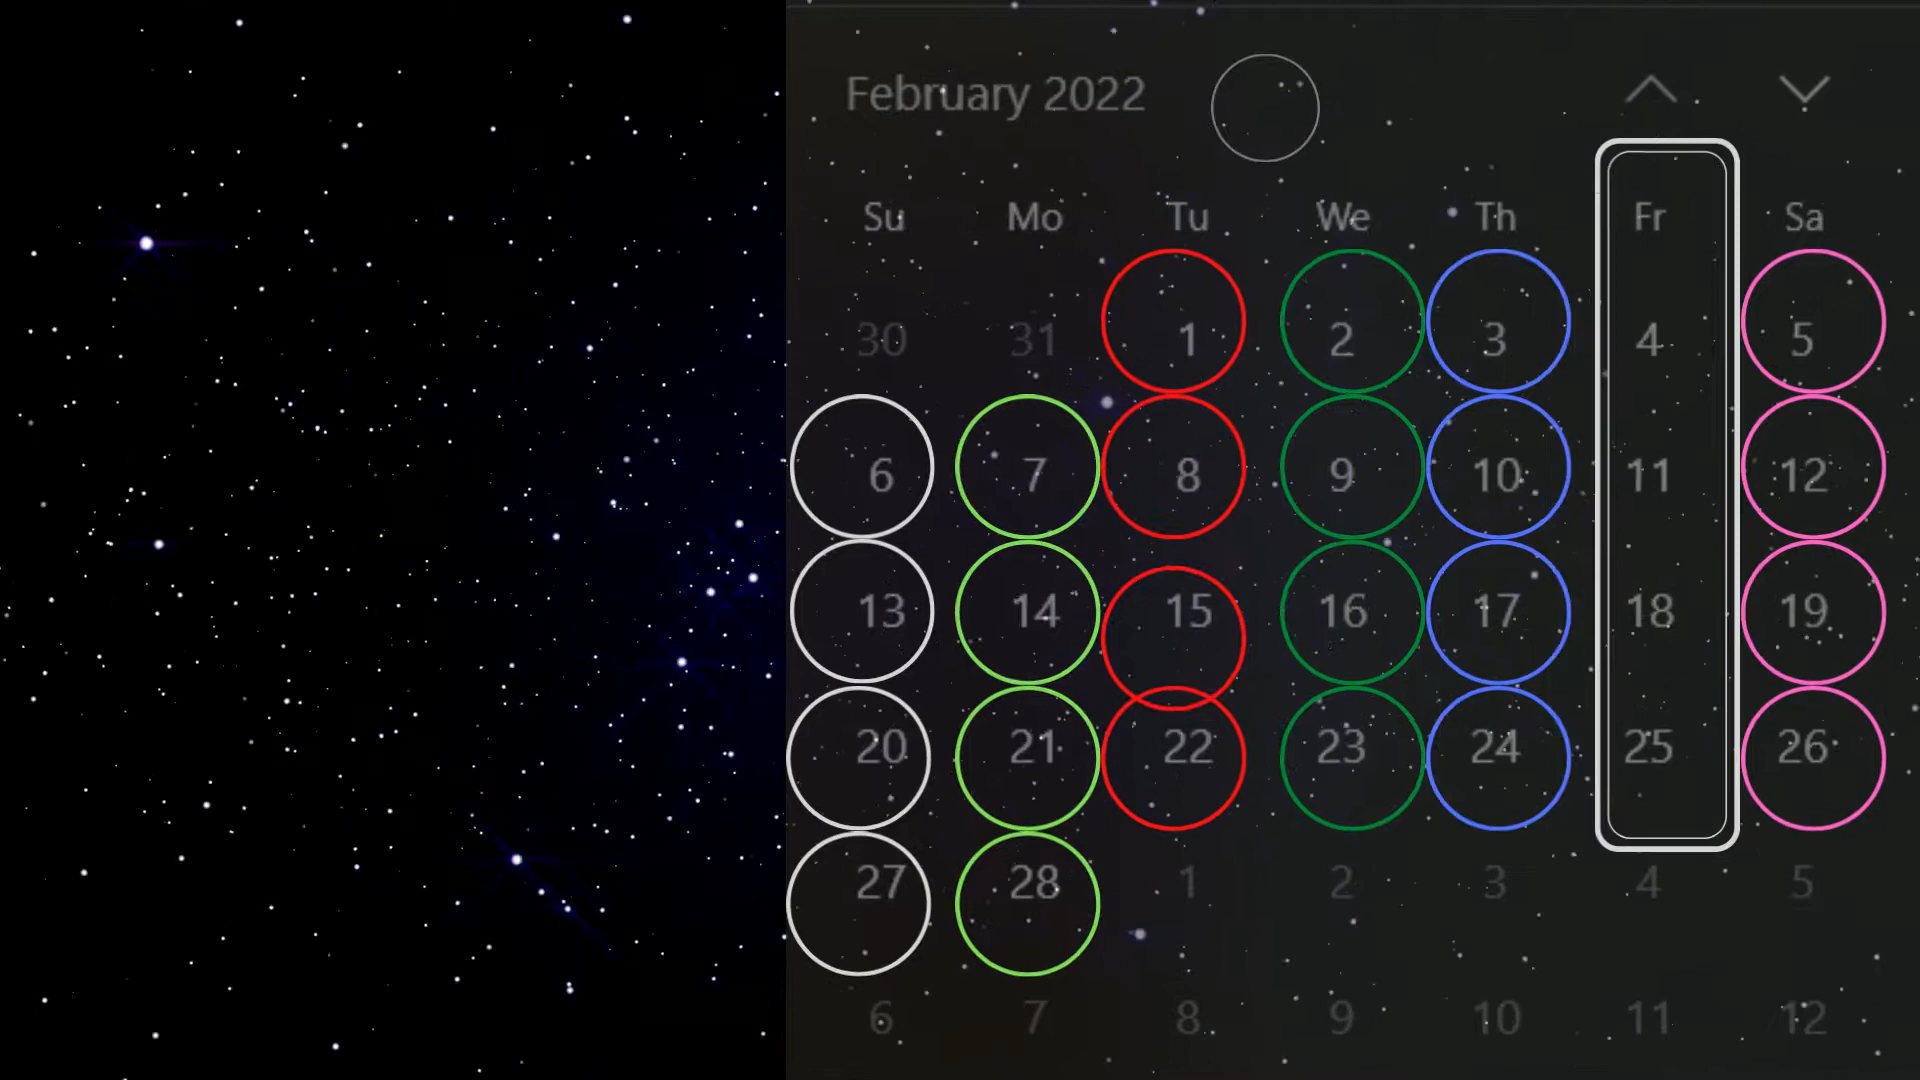 February 2022
Su Mo Tu We Th Fr Sa
30 31 1 2 3 4 5
6 7 8 9 10 11 12
13 14 15 16 17 18 19
20 21 22 23 24 25 26
27 28 1 2 3 4 5
6 7 8 9 10 11 12